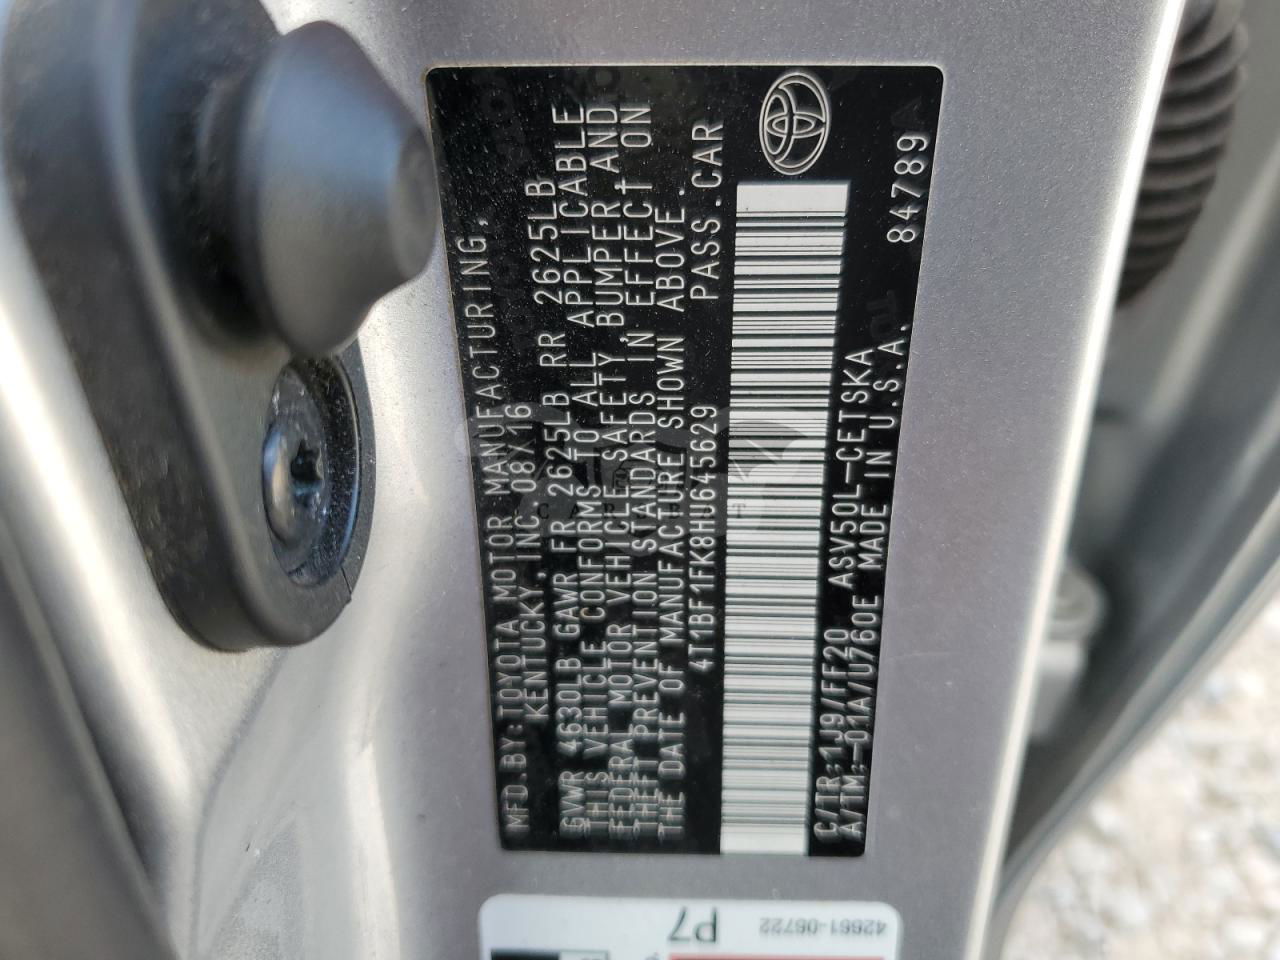 MFD.BY:TOYOTA MOTOR MANUFACTURING,
KENTUCKY,INC 08/16
GVWR 4630LB GAWR FR 2625LB RR 2625LB
THIS VEHICLE CONFORMS TO ALL APPLICABLE
FEDERAL MOTOR VEHICLE SAFETY,BUMPER,AND
THEFT PREVENTION STANDARDS IN EFFECT ON
THE DATE OF MANUFACTURE SHOWN ABOVE.
4T1BF1FK8HU645629 PASS.CAR
C/TR:1J9/FF20 ASV50L-CETSKA 84789
A/TM:-01A/U760E MADE IN U.S.A.
P7
42661-06722